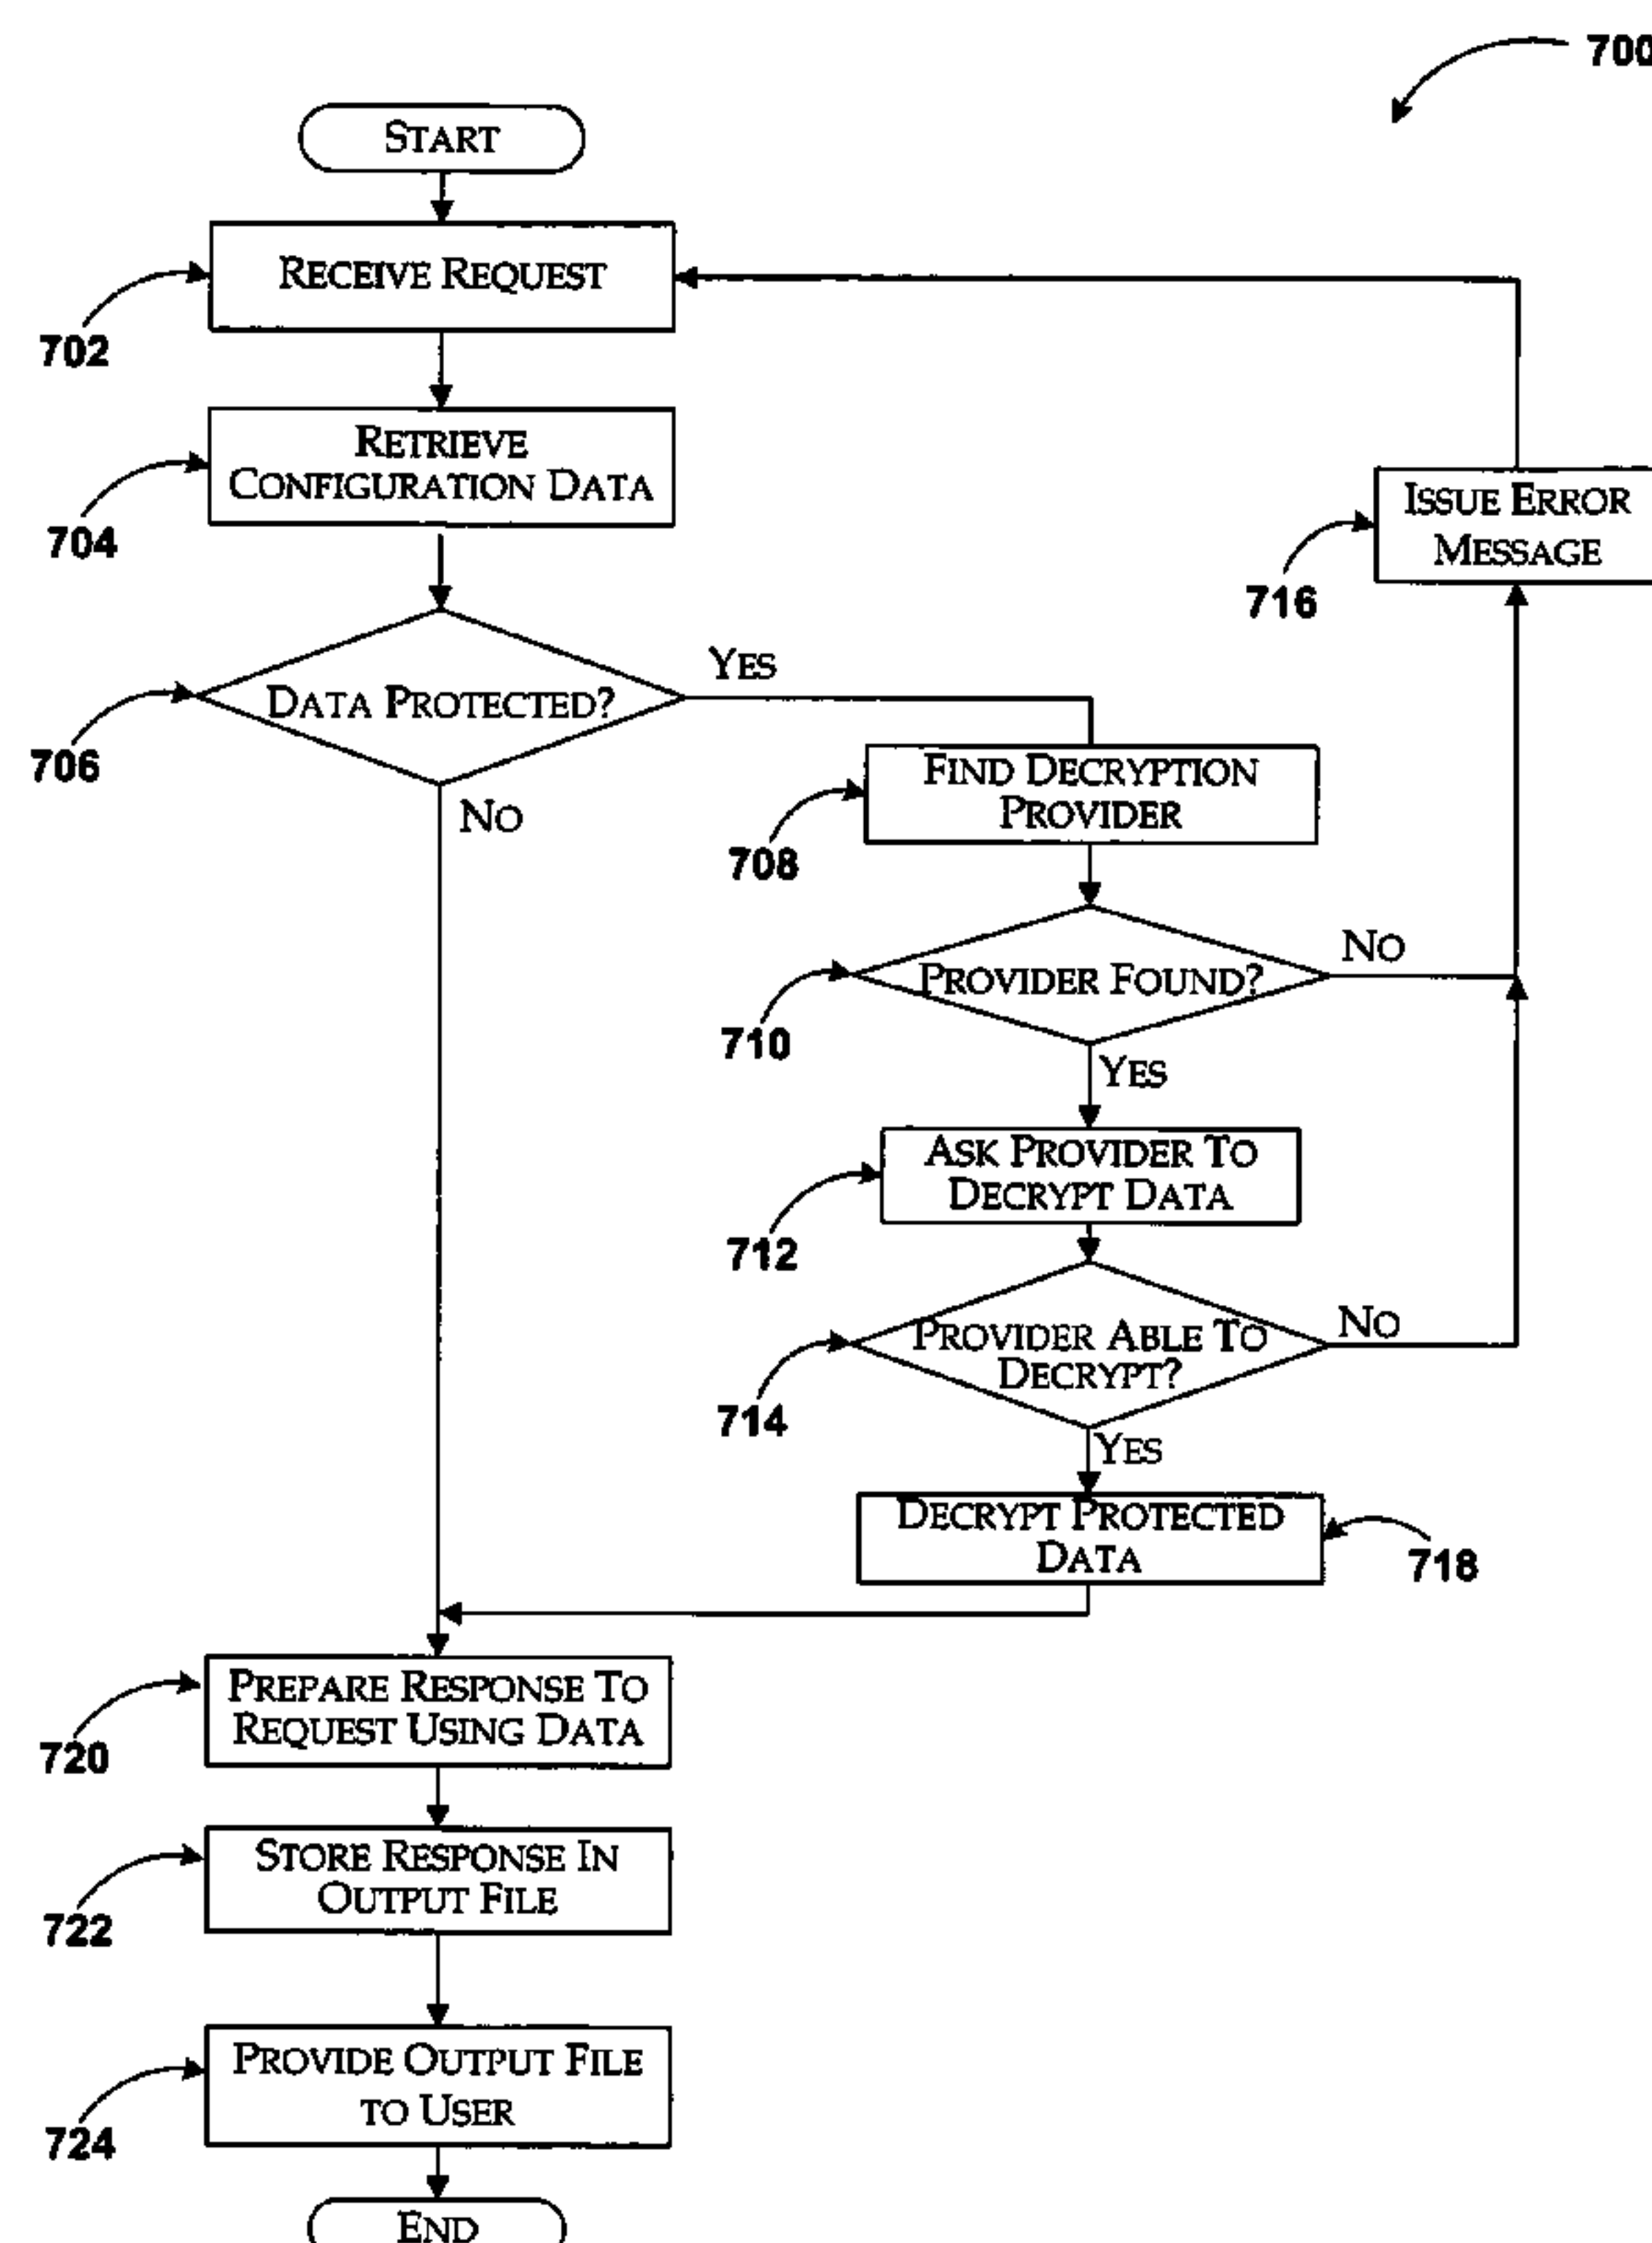 700
START
RECEIVE REQUEST
702
RETRIEVE
CONFIGURATION DATA
704
ISSUE ERROR
MESSAGE
716
DATA PROTECTED?
YES
706
NO
FIND DECRYPTION
PROVIDER
708
PROVIDER FOUND?
NO
710
YES
ASK PROVIDER TO
DECRYPT DATA
712
PROVIDER ABLE TO
DECRYPT?
NO
714
YES
DECRYPT PROTECTED
DATA
718
PREPARE RESPONSE TO
REQUEST USING DATA
720
STORE RESPONSE IN
OUTPUT FILE
722
PROVIDE OUTPUT FILE
TO USER
724
END